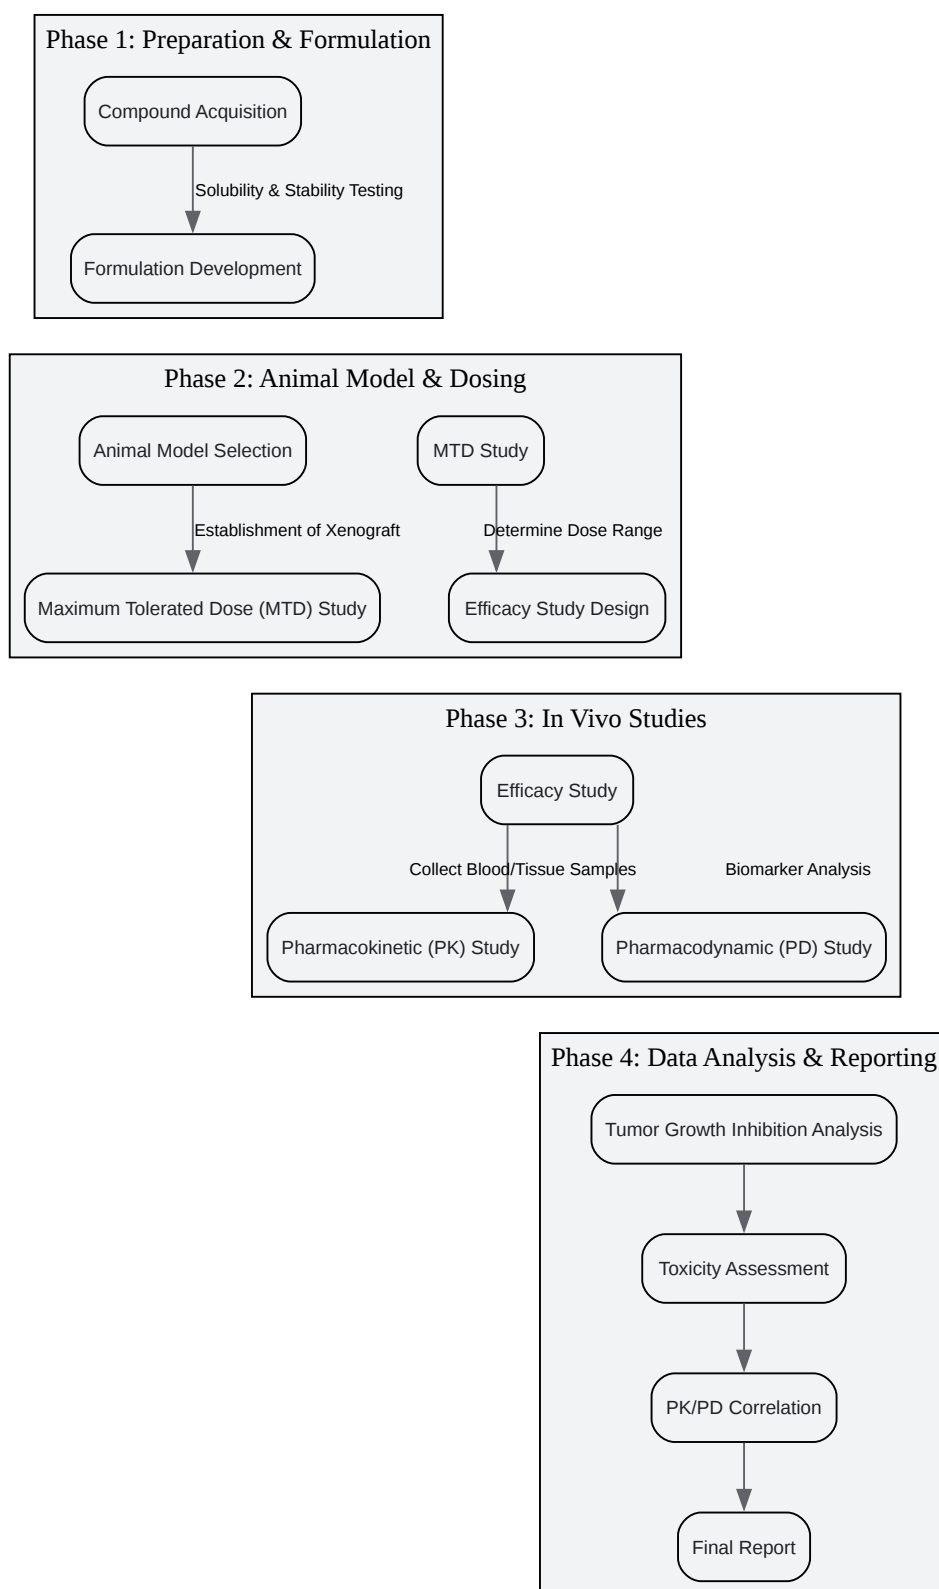 Phase 1: Preparation & Formulation
Compound Acquisition
Solubility & Stability Testing
Formulation Development
Phase 2: Animal Model & Dosing
Animal Model Selection
MTD Study
Establishment of Xenograft
Determine Dose Range
Maximum Tolerated Dose (MTD) Study
Efficacy Study Design
Phase 3: In Vivo Studies
Efficacy Study
Collect Blood/Tissue Samples
Biomarker Analysis
Pharmacokinetic (PK) Study
Pharmacodynamic (PD) Study
Phase 4: Data Analysis & Reporting
Tumor Growth Inhibition Analysis
Toxicity Assessment
PK/PD Correlation
Final Report